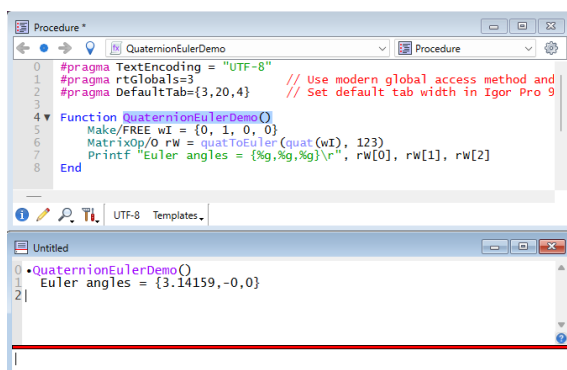 Procedure *
QuaternionEulerDemo Procedure
0 #pragma TextEncoding = "UTF-8"
1 #pragma rtGlobals=3 // Use modern global access method and
2 #pragma DefaultTab={3,20,4} // Set default tab width in Igor Pro 9
3
4 Function QuaternionEulerDemo()
5 Make/FREE wI = {0, 1, 0, 0}
6 MatrixOp/O rW = quatToEuler(quat(wI), 123)
7 Printf "Euler angles = {%g,%g,%g}\r", rW[0], rW[1], rW[2]
8 End
UTF-8 Templates
Untitled
0 •QuaternionEulerDemo()
1 Euler angles = {3.14159,-0,0}
2